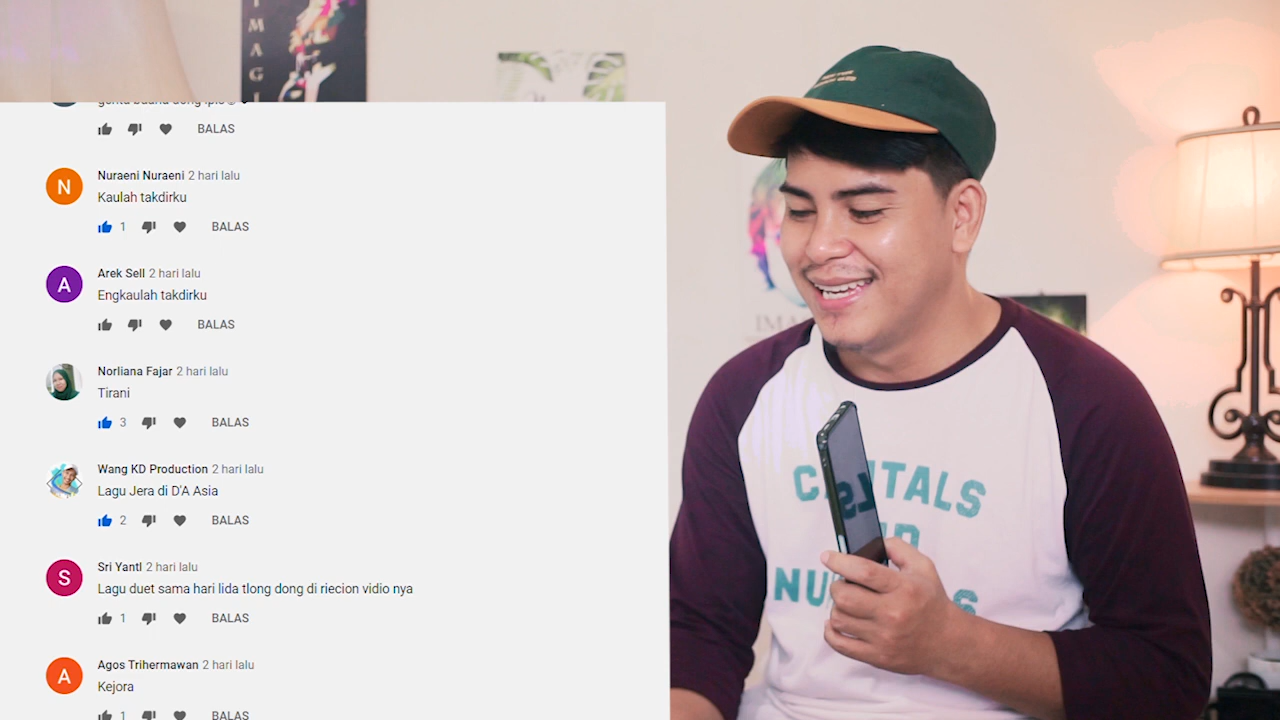 IMAGI
BALAS
Nuraeni Nuraeni 2 hari lalu
Kaulah takdirku
1 BALAS
Arek Sell 2 hari lalu
Engkaulah takdirku
BALAS
Norliana Fajar 2 hari lalu
Tirani
3 BALAS
Wang KD Production 2 hari lalu
Lagu Jera di D'A Asia
2 BALAS
Sri Yantl 2 hari lalu
Lagu duet sama hari lida tlong dong di riecion vidio nya
1 BALAS
Agos Trihermawan 2 hari lalu
Kejora
1 BALAS